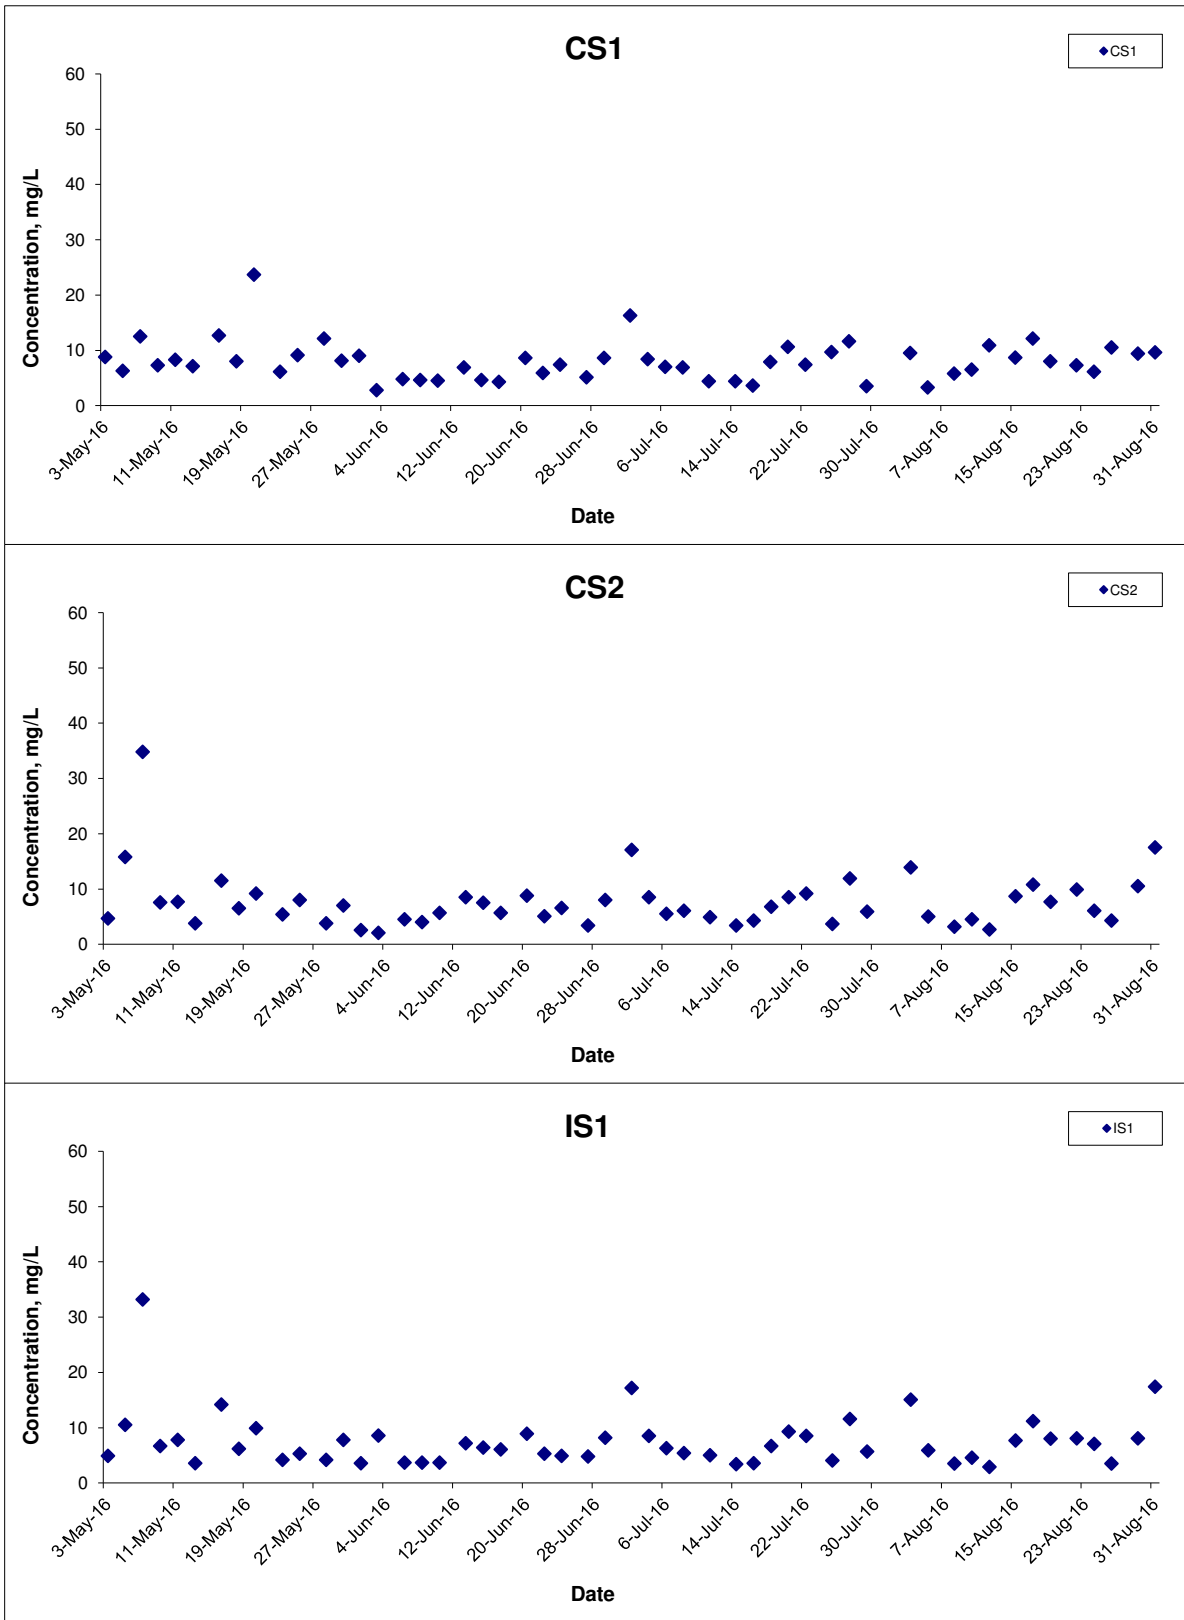 CS1
CS1
60
50
40
30
20
10
0
Concentration, mg/L
3-May-16
11-May-16
19-May-16
27-May-16
4-Jun-16
12-Jun-16
20-Jun-16
28-Jun-16
6-Jul-16
14-Jul-16
22-Jul-16
30-Jul-16
7-Aug-16
15-Aug-16
23-Aug-16
31-Aug-16
Date
CS2
CS2
60
50
40
30
20
10
0
Concentration, mg/L
3-May-16
11-May-16
19-May-16
27-May-16
4-Jun-16
12-Jun-16
20-Jun-16
28-Jun-16
6-Jul-16
14-Jul-16
22-Jul-16
30-Jul-16
7-Aug-16
15-Aug-16
23-Aug-16
31-Aug-16
Date
IS1
IS1
60
50
40
30
20
10
0
Concentration, mg/L
3-May-16
11-May-16
19-May-16
27-May-16
4-Jun-16
12-Jun-16
20-Jun-16
28-Jun-16
6-Jul-16
14-Jul-16
22-Jul-16
30-Jul-16
7-Aug-16
15-Aug-16
23-Aug-16
31-Aug-16
Date